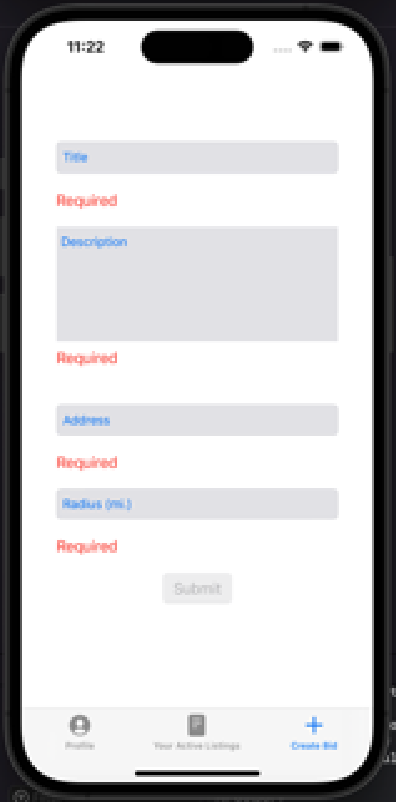 11:22
Title
Required
Description
Required
Address
Required
Radius (mi.)
Required
Submit
Profile
Your Active Listings
Create Bid